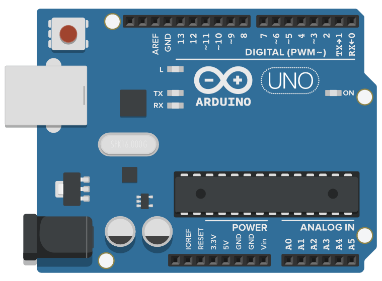 AREF
GND
13
12
~11
~10
~9
8
7
~6
~5
~4
~3
2
TX→1
RX←0
DIGITAL (PWM~)
L
TX
RX
ARDUINO
UNO
ON
POWER
ANALOG IN
IOREF
RESET
3.3V
5V
GND
GND
Vin
A0
A1
A2
A3
A4
A5